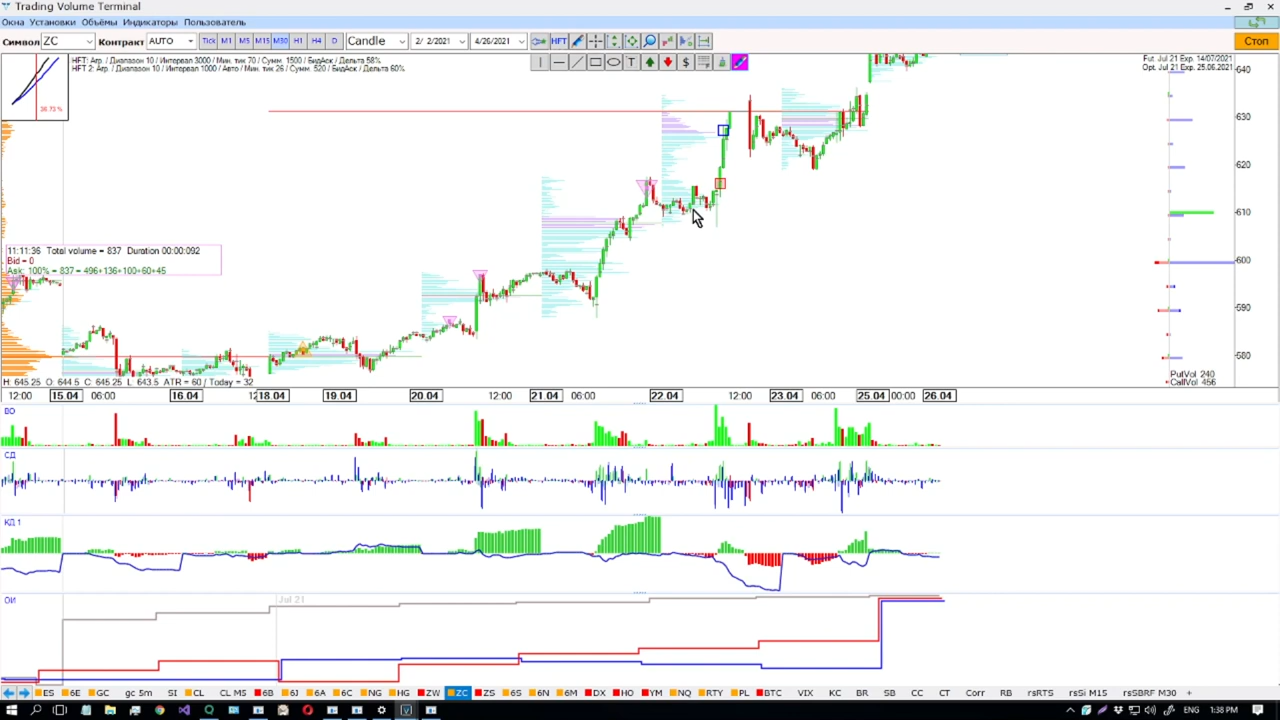 Trading Volume Terminal
Окна Установки Объёмы Индикаторы Пользователь
Символ ZC Контракт AUTO Tick M1 M5 M15 M30 H1 H4 D Candle 2/ 2/2021 4/26/2021 HFT Стоп
T $
HFT: Агр. / Диапазон 10 / Интервал 3000 / Мин. тик 70 / Сумм. 1500 / БидАск / Дельта 58%
HFT 2: Агр. / Диапазон 10 / Интервал 1000 / Авто / Мин. тик 26 / Сумм. 520 / БидАск / Дельта 60%
Fut: Jul 21 Exp. 14/07/2021
Opt: Jul 21 Exp. 25.06/2021
640
630
620
610
600
590
580
11:11:36 Total volume = 837 Duration 00:00:092
Bid = 0
Ask: 100% = 837 = 496+136+100+60+45
PutVol 240
CallVol 456
H: 645.25 O: 644.5 C: 645.25 L: 643.5 ATR = 60 / Today = 32
12:00 15.04 06:00 16.04 12:00 18.04 19.04 20.04 12:00 21.04 06:00 22.04 12:00 23.04 06:00 25.04 00:00 26.04
ВО
СД
КД 1
ОИ
Jul 21
ES 6E GC gc 5m SI CL CL M5 6B 6J 6A 6C NG HG ZW ZC ZS 6S 6N 6M DX HO YM NQ RTY PL BTC VIX KC BR SB CC CT Corr RB rsRTS rsSi M15 rsSBRF M30 +
1:38 PM